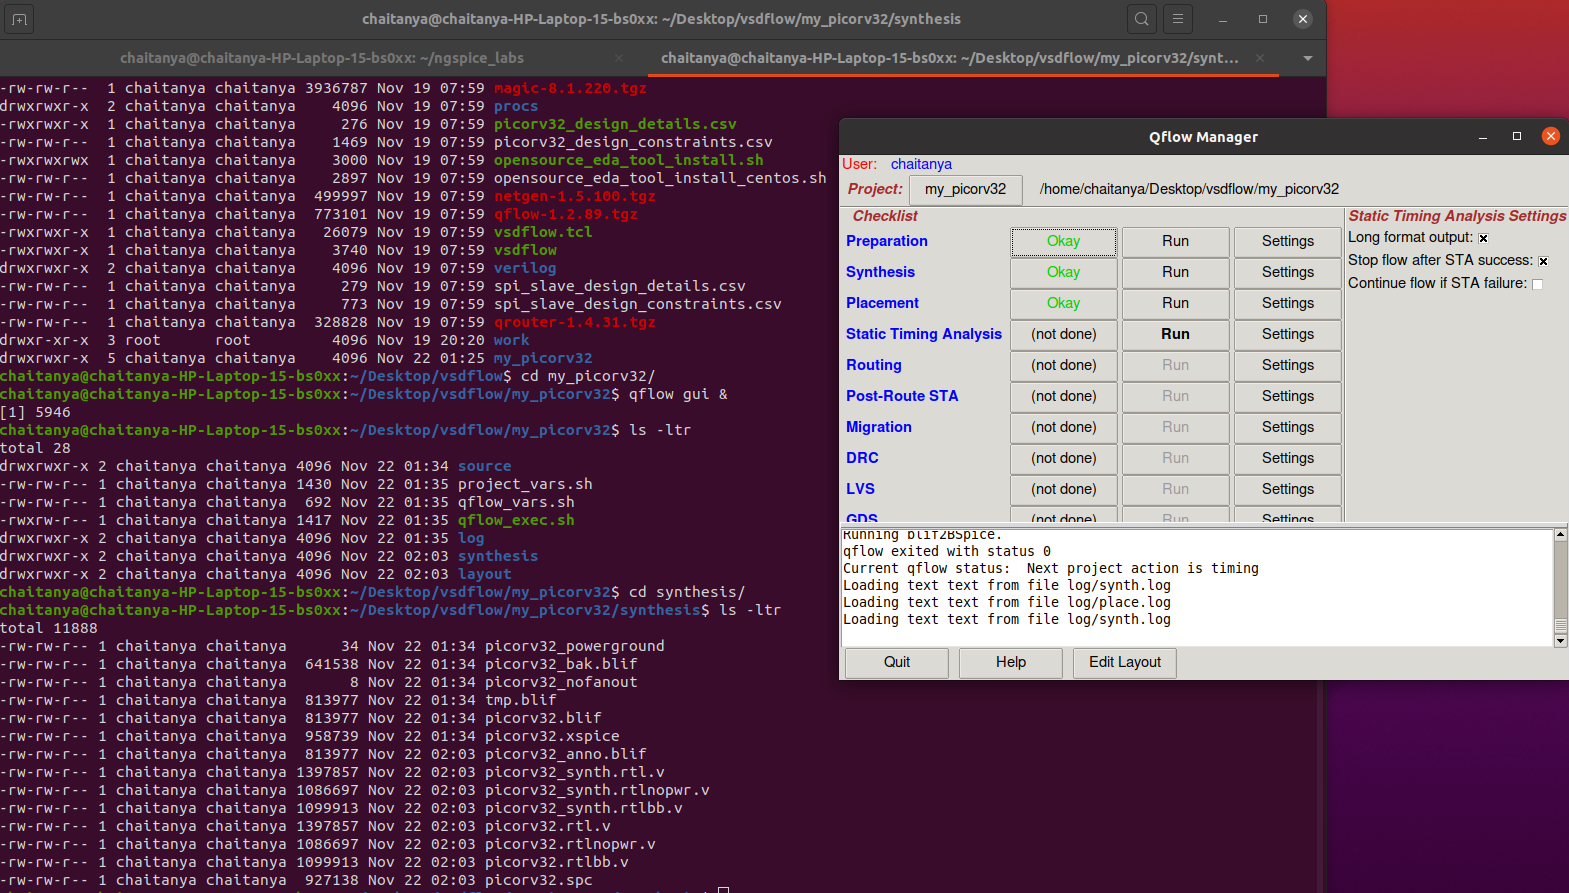 chaitanya@chaitanya-HP-Laptop-15-bs0xx: ~/Desktop/vsdflow/my_picorv32/synthesis
chaitanya@chaitanya-HP-Laptop-15-bs0xx: ~/ngspice_labs
chaitanya@chaitanya-HP-Laptop-15-bs0xx: ~/Desktop/vsdflow/my_picorv32/synt...
-rw-rw-r--  1 chaitanya chaitanya 3936787 Nov 19 07:59 magic-8.1.220.tgz
drwxrwxr-x  2 chaitanya chaitanya    4096 Nov 19 07:59 procs
-rwxrwxr-x  1 chaitanya chaitanya     276 Nov 19 07:59 picorv32_design_details.csv
-rw-rw-r--  1 chaitanya chaitanya    1469 Nov 19 07:59 picorv32_design_constraints.csv
-rwxrwxrwx  1 chaitanya chaitanya    3000 Nov 19 07:59 opensource_eda_tool_install.sh
-rw-rw-r--  1 chaitanya chaitanya    2897 Nov 19 07:59 opensource_eda_tool_install_centos.sh
-rw-rw-r--  1 chaitanya chaitanya  499997 Nov 19 07:59 netgen-1.5.100.tgz
-rw-rw-r--  1 chaitanya chaitanya  773101 Nov 19 07:59 qflow-1.2.89.tgz
-rwxrwxr-x  1 chaitanya chaitanya   26079 Nov 19 07:59 vsdflow.tcl
-rwxrwxr-x  1 chaitanya chaitanya    3740 Nov 19 07:59 vsdflow
drwxrwxr-x  2 chaitanya chaitanya    4096 Nov 19 07:59 verilog
-rw-rw-r--  1 chaitanya chaitanya     279 Nov 19 07:59 spi_slave_design_details.csv
-rw-rw-r--  1 chaitanya chaitanya     773 Nov 19 07:59 spi_slave_design_constraints.csv
-rw-rw-r--  1 chaitanya chaitanya  328828 Nov 19 07:59 qrouter-1.4.31.tgz
drwxr-xr-x  3 root      root         4096 Nov 19 20:20 work
drwxrwxr-x  5 chaitanya chaitanya    4096 Nov 22 01:25 my_picorv32
chaitanya@chaitanya-HP-Laptop-15-bs0xx:~/Desktop/vsdflow$ cd my_picorv32/
chaitanya@chaitanya-HP-Laptop-15-bs0xx:~/Desktop/vsdflow/my_picorv32$ qflow gui &
[1] 5946
chaitanya@chaitanya-HP-Laptop-15-bs0xx:~/Desktop/vsdflow/my_picorv32$ ls -ltr
total 28
drwxrwxr-x 2 chaitanya chaitanya 4096 Nov 22 01:34 source
-rw-rw-r-- 1 chaitanya chaitanya 1430 Nov 22 01:35 project_vars.sh
-rw-rw-r-- 1 chaitanya chaitanya  692 Nov 22 01:35 qflow_vars.sh
-rwxrwxr-x 1 chaitanya chaitanya 1417 Nov 22 01:35 qflow_exec.sh
drwxrwxr-x 2 chaitanya chaitanya 4096 Nov 22 01:35 log
drwxrwxr-x 2 chaitanya chaitanya 4096 Nov 22 02:03 synthesis
drwxrwxr-x 2 chaitanya chaitanya 4096 Nov 22 02:03 layout
chaitanya@chaitanya-HP-Laptop-15-bs0xx:~/Desktop/vsdflow/my_picorv32$ cd synthesis/
chaitanya@chaitanya-HP-Laptop-15-bs0xx:~/Desktop/vsdflow/my_picorv32/synthesis$ ls -ltr
total 11888
-rw-rw-r-- 1 chaitanya chaitanya      34 Nov 22 01:34 picorv32_powerground
-rw-rw-r-- 1 chaitanya chaitanya  641538 Nov 22 01:34 picorv32_bak.blif
-rw-rw-r-- 1 chaitanya chaitanya       8 Nov 22 01:34 picorv32_nofanout
-rw-rw-r-- 1 chaitanya chaitanya  813977 Nov 22 01:34 tmp.blif
-rw-rw-r-- 1 chaitanya chaitanya  813977 Nov 22 01:34 picorv32.blif
-rw-rw-r-- 1 chaitanya chaitanya  958739 Nov 22 01:34 picorv32.xspice
-rw-rw-r-- 1 chaitanya chaitanya  813977 Nov 22 02:03 picorv32_anno.blif
-rw-rw-r-- 1 chaitanya chaitanya 1397857 Nov 22 02:03 picorv32_synth.rtl.v
-rw-rw-r-- 1 chaitanya chaitanya 1086697 Nov 22 02:03 picorv32_synth.rtlnopwr.v
-rw-rw-r-- 1 chaitanya chaitanya 1099913 Nov 22 02:03 picorv32_synth.rtlbb.v
-rw-rw-r-- 1 chaitanya chaitanya 1397857 Nov 22 02:03 picorv32.rtl.v
-rw-rw-r-- 1 chaitanya chaitanya 1086697 Nov 22 02:03 picorv32.rtlnopwr.v
-rw-rw-r-- 1 chaitanya chaitanya 1099913 Nov 22 02:03 picorv32.rtlbb.v
-rw-rw-r-- 1 chaitanya chaitanya  927138 Nov 22 02:03 picorv32.spc
Qflow Manager
User: chaitanya
Project: my_picorv32 /home/chaitanya/Desktop/vsdflow/my_picorv32
Checklist
Preparation Okay Run Settings
Synthesis Okay Run Settings
Placement Okay Run Settings
Static Timing Analysis (not done) Run Settings
Routing (not done) Run Settings
Post-Route STA (not done) Run Settings
Migration (not done) Run Settings
DRC (not done) Run Settings
LVS (not done) Run Settings
GDS (not done) Run Settings
Static Timing Analysis Settings
Long format output:
Stop flow after STA success:
Continue flow if STA failure:
Running blif2BSpice.
qflow exited with status 0
Current qflow status:  Next project action is timing
Loading text text from file log/synth.log
Loading text text from file log/place.log
Loading text text from file log/synth.log
Quit Help Edit Layout